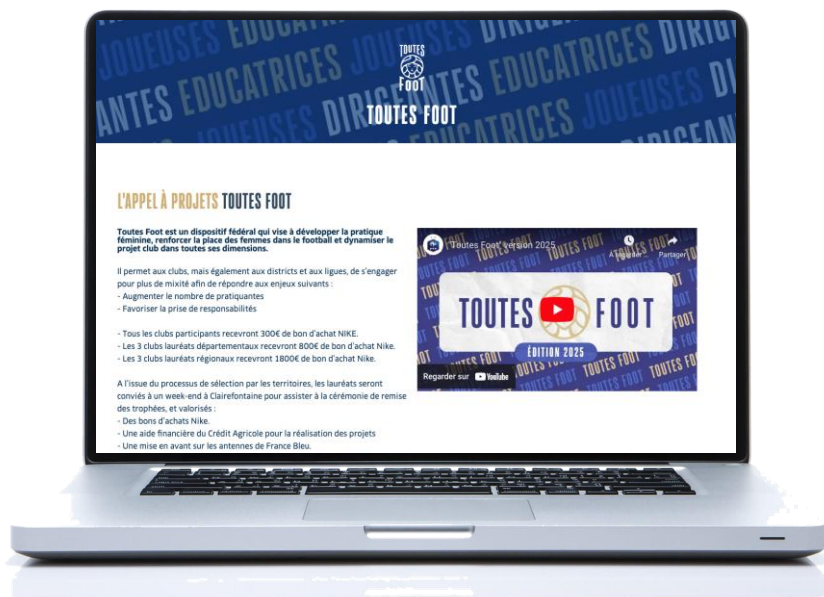 JOUEUSES EDUCATRICES JOUEUSES DIRIGEANTES
EDUCATRICES DIRIGEANTES EDUCATRICES JOUEUSES
TOUTES
FOOT
TOUTES FOOT
L'APPEL À PROJETS TOUTES FOOT
Toutes Foot est un dispositif fédéral qui vise à développer la pratique
féminine, renforcer la place des femmes dans le football et dynamiser le
projet club dans toutes ses dimensions.
Il permet aux clubs, mais également aux districts et aux ligues, de s'engager
pour plus de mixité afin de répondre aux enjeux suivants :
- Augmenter le nombre de pratiquantes
- Favoriser la prise de responsabilités
- Tous les clubs participants recevront 300€ de bon d'achat NIKE.
- Les 3 clubs lauréats départementaux recevront 800€ de bon d'achat Nike.
- Les 3 clubs lauréats régionaux recevront 1800€ de bon d'achat Nike.
A l'issue du processus de sélection par les territoires, les lauréats seront
conviés à un week-end à Clairefontaine pour assister à la cérémonie de remise
des trophées, et valorisés :
- Des bons d'achats Nike.
- Une aide financière du Crédit Agricole pour la réalisation des projets
- Une mise en avant sur les antennes de France Bleu.
'Toutes Foot' version 2025
À regarder... Partager
TOUTES FOOT
ÉDITION 2025
Regarder sur YouTube